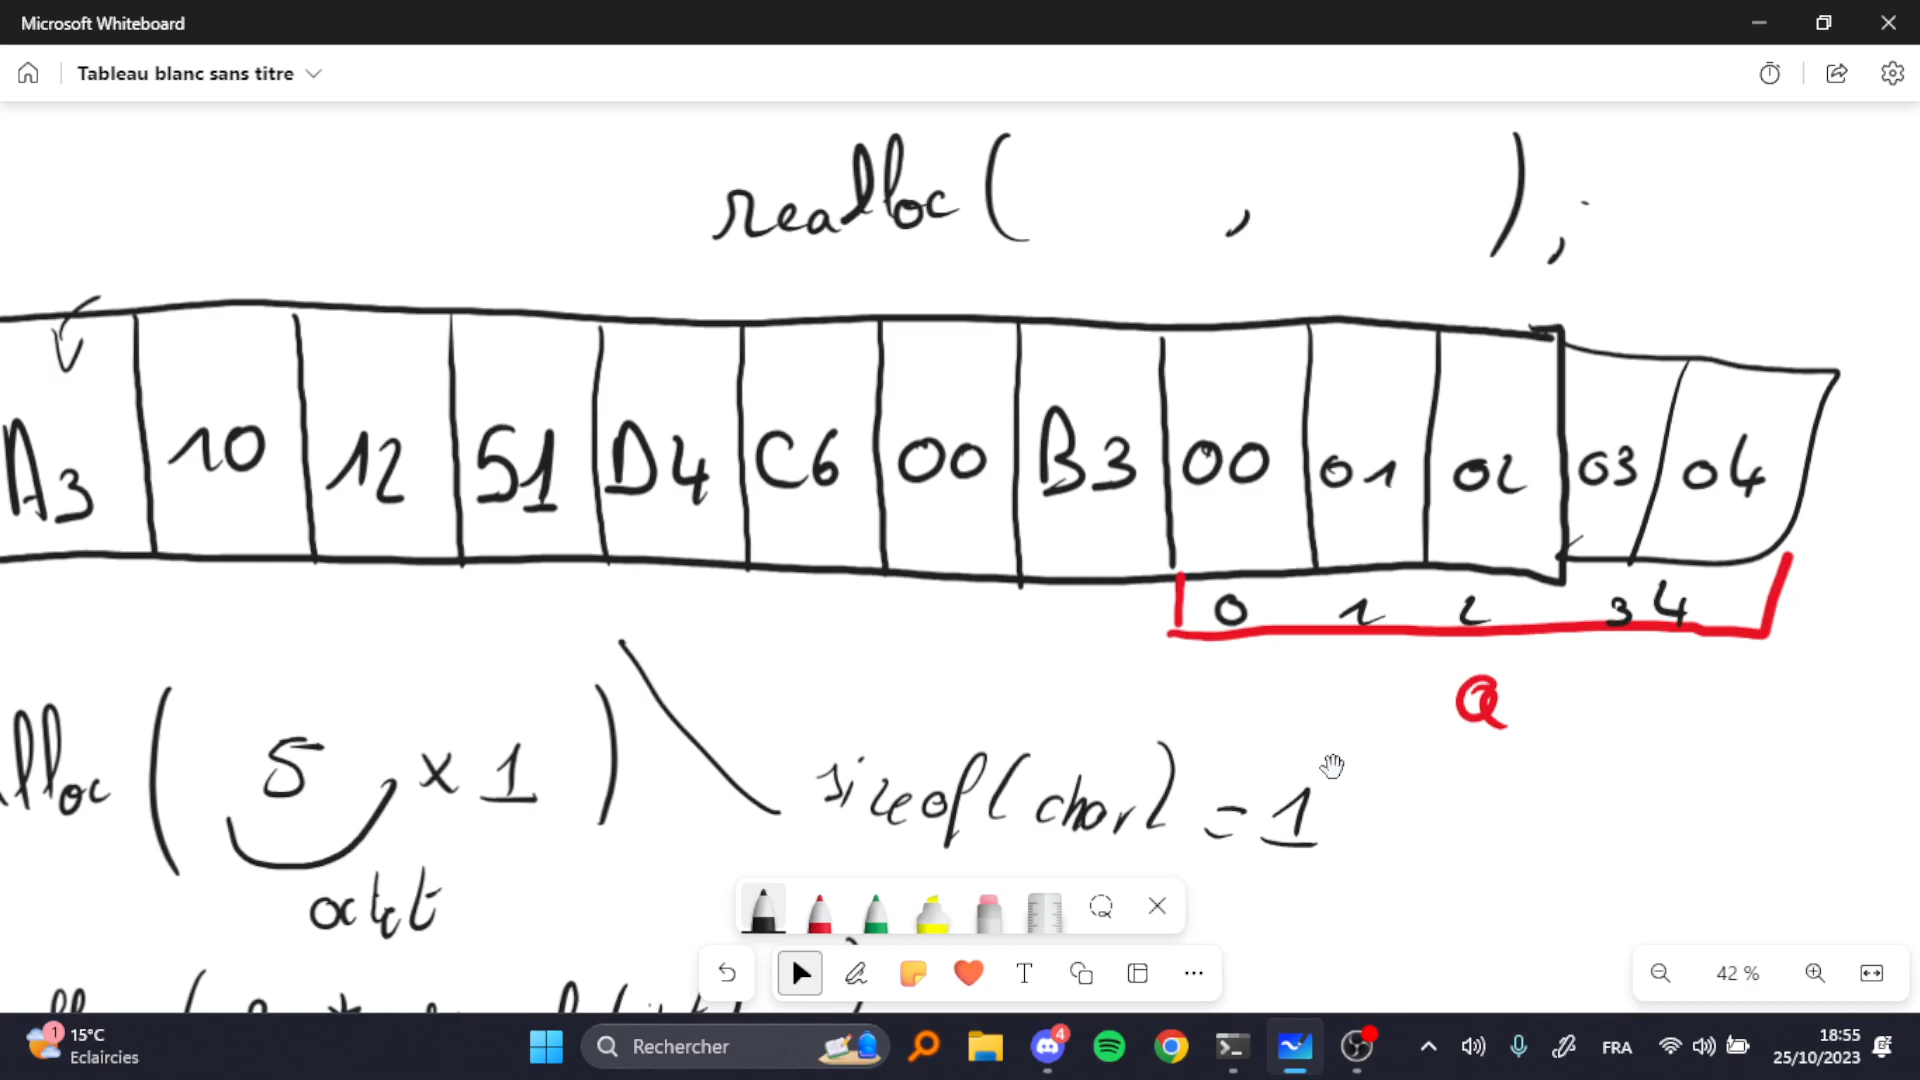 Microsoft Whiteboard
Tableau blanc sans titre
realloc ( , ) ;
A3 10 12 51 D4 C6 00 B3 00 01 02 03 04
0 1 2 3 4
Q
lloc ( 5 x 1 )
sizeof(char) = 1
octet
42 %
1
15°C
Eclaircies
Rechercher
4
FRA
18:55
25/10/2023